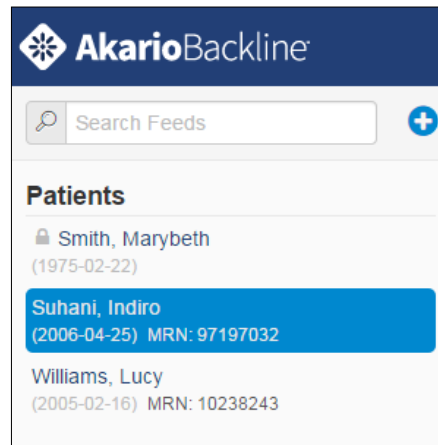 AkarioBackline
Search Feeds
Patients
Smith, Marybeth
(1975-02-22)
Suhani, Indiro
(2006-04-25) MRN: 97197032
Williams, Lucy
(2005-02-16) MRN: 10238243